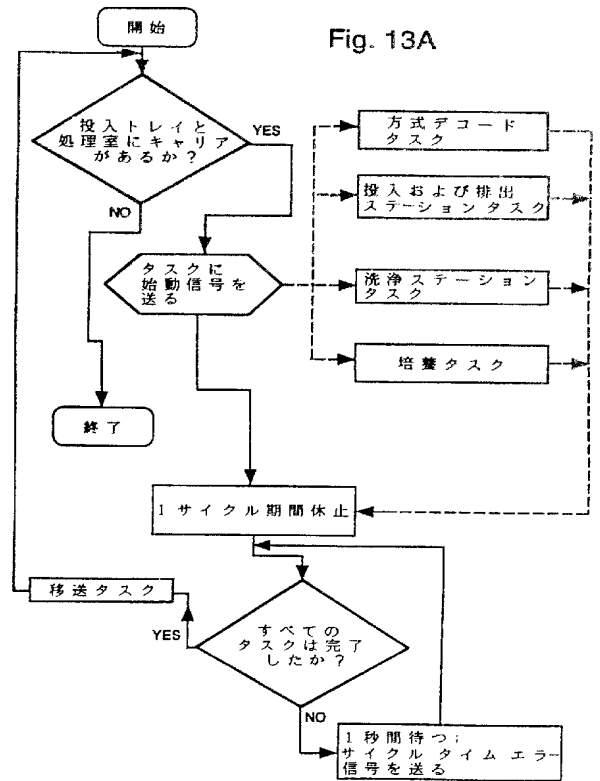 Fig. 13A
開始
投入トレイと
処理室にキャリア
があるか?
YES
NO
タスクに
始動信号を
送る
終了
方式デコード
タスク
投入および排出
ステーションタスク
洗浄ステーション
タスク
培養タスク
1サイクル期間休止
移送タスク
YES
すべての
タスクは完了
したか?
NO
1秒間待つ;
サイクル タイム エラー
信号を送る